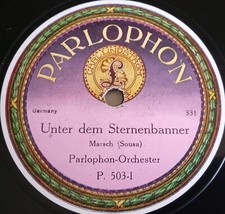 PARLOPHON
Germany
331
Unter dem Sternenbanner
Marsch (Sousa)
Parlophon-Orchester
P. 503-I